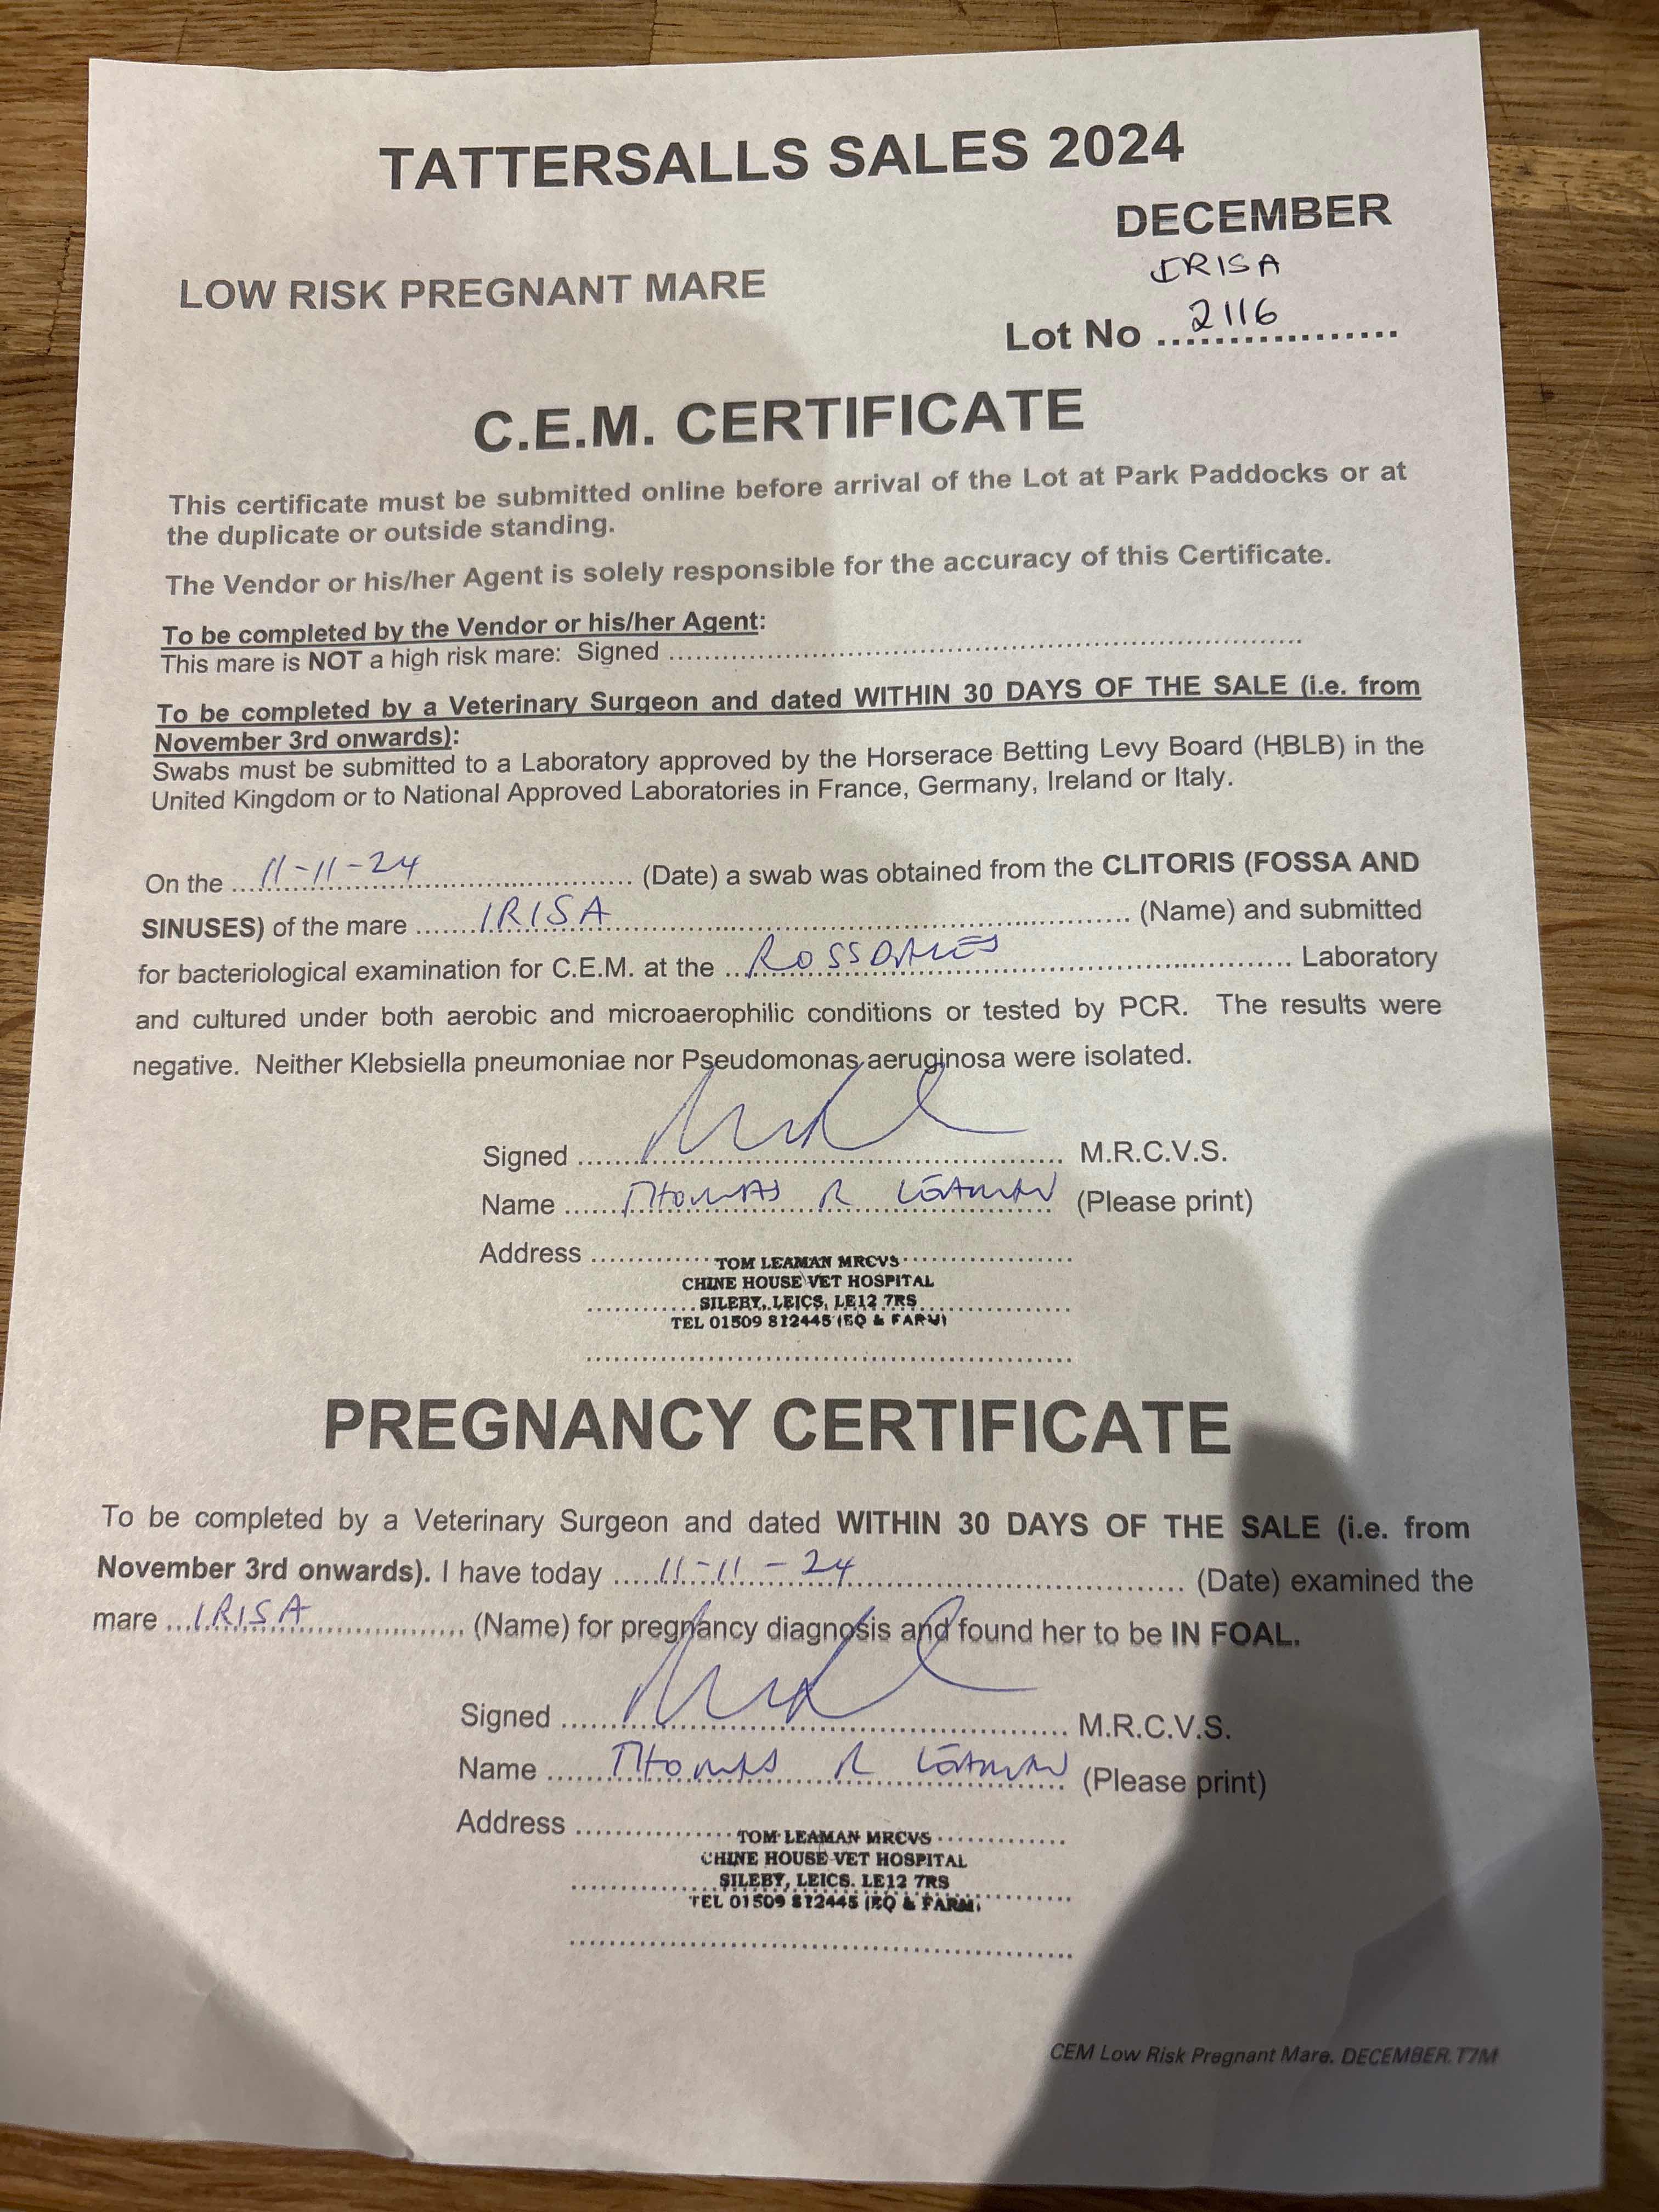 TATTERSALLS SALES 2024
DECEMBER
IRISA
LOW RISK PREGNANT MARE
Lot No ...2116...............
C.E.M. CERTIFICATE
This certificate must be submitted online before arrival of the Lot at Park Paddocks or at
the duplicate or outside standing.
The Vendor or his/her Agent is solely responsible for the accuracy of this Certificate.
To be completed by the Vendor or his/her Agent:
This mare is NOT a high risk mare: Signed ..........................................................................
To be completed by a Veterinary Surgeon and dated WITHIN 30 DAYS OF THE SALE (i.e. from
November 3rd onwards):
Swabs must be submitted to a Laboratory approved by the Horserace Betting Levy Board (HBLB) in the
United Kingdom or to National Approved Laboratories in France, Germany, Ireland or Italy.
On the ...11-11-24.............................. (Date) a swab was obtained from the CLITORIS (FOSSA AND
SINUSES) of the mare .......IRISA.............................................................. (Name) and submitted
for bacteriological examination for C.E.M. at the ...ROSSDALES........................................ Laboratory
and cultured under both aerobic and microaerophilic conditions or tested by PCR. The results were
negative. Neither Klebsiella pneumoniae nor Pseudomonas aeruginosa were isolated.
Signed ................................................................ M.R.C.V.S.
Name ......THOMAS R LEAMAN (Please print)
Address ................TOM LEAMAN MRCVS.......................
CHINE HOUSE VET HOSPITAL
SILEBY, LEICS, LE12 7RS
TEL 01509 812445 (EQ & FARM)
PREGNANCY CERTIFICATE
To be completed by a Veterinary Surgeon and dated WITHIN 30 DAYS OF THE SALE (i.e. from
November 3rd onwards). I have today .....11-11-24............................................. (Date) examined the
mare ...IRISA........................ (Name) for pregnancy diagnosis and found her to be IN FOAL.
Signed ................................................................ M.R.C.V.S.
Name ......THOMAS R LEAMAN (Please print)
Address .....................TOM LEAMAN MRCVS.................
CHINE HOUSE VET HOSPITAL
SILEBY, LEICS. LE12 7RS
TEL 01509 812445 (EQ & FARM)
CEM Low Risk Pregnant Mare. DECEMBER.T7M